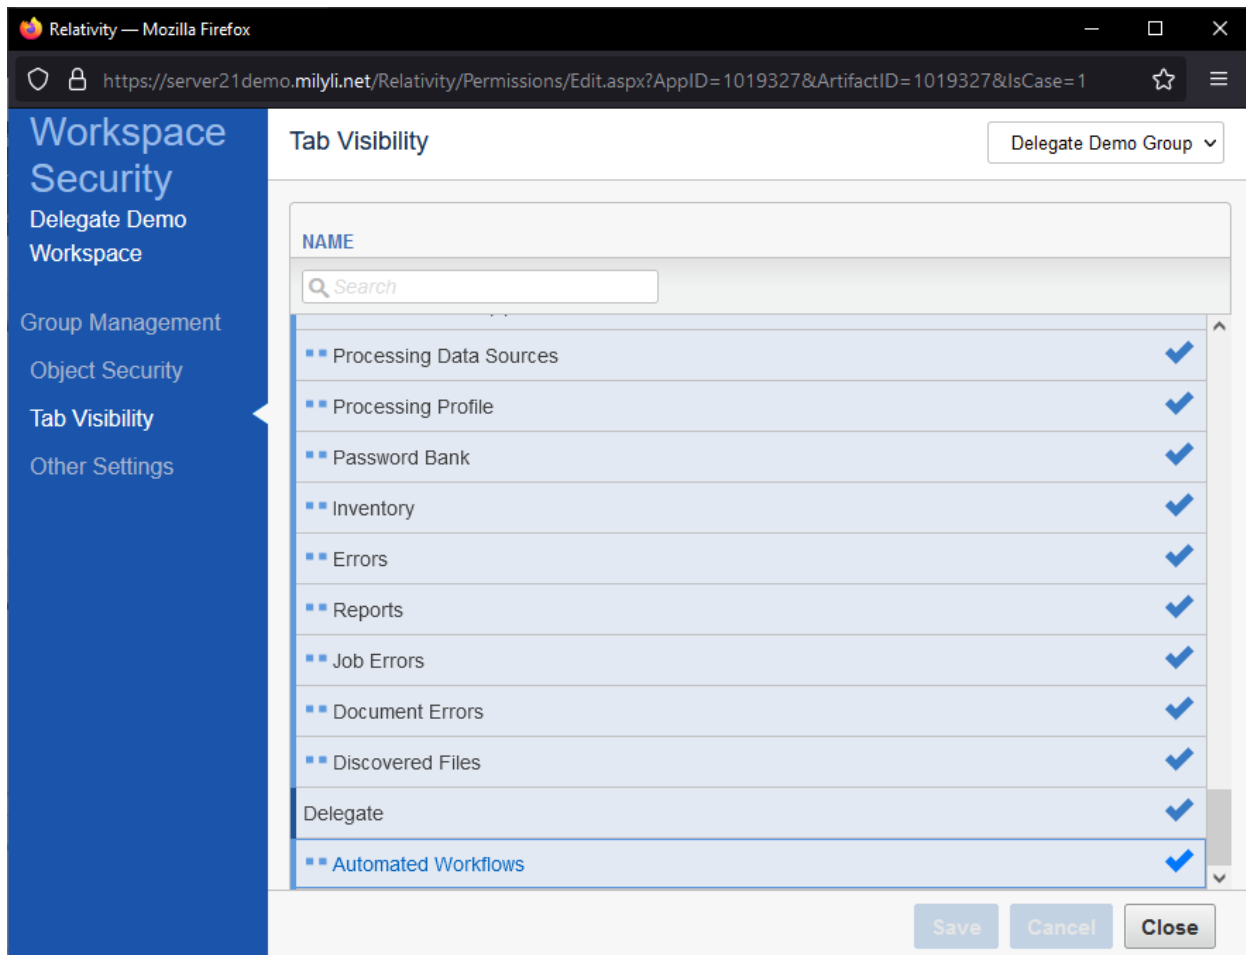 Relativity — Mozilla Firefox
https://server21demo.milyli.net/Relativity/Permissions/Edit.aspx?AppID=1019327&ArtifactID=1019327&IsCase=1
Workspace
Security
Delegate Demo
Workspace
Group Management
Object Security
Tab Visibility
Other Settings
Tab Visibility
Delegate Demo Group
NAME
Search
Processing Data Sources
Processing Profile
Password Bank
Inventory
Errors
Reports
Job Errors
Document Errors
Discovered Files
Delegate
Automated Workflows
Save
Cancel
Close